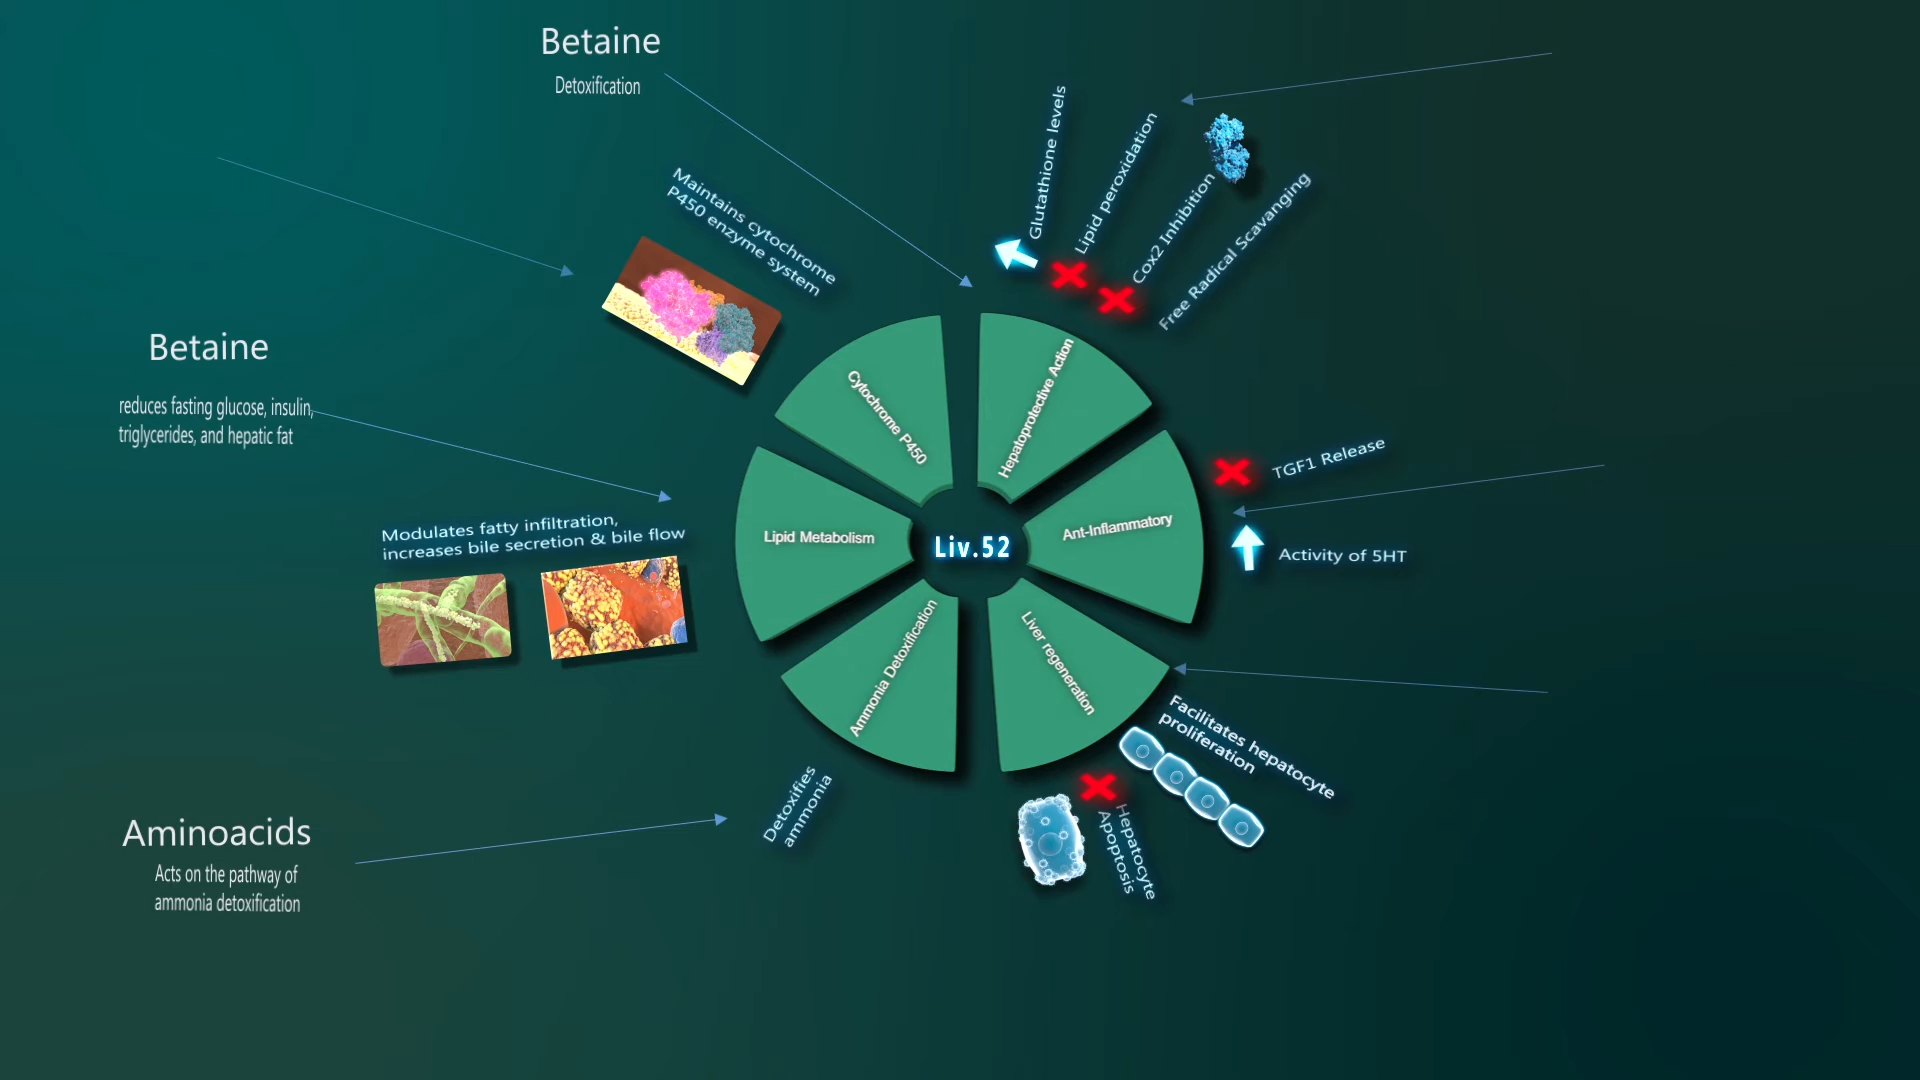 Betaine
Detoxification
Glutathione levels
Lipid peroxidation
Cox2 Inhibition
Free Radical Scavanging
Maintains cytochrome
P450 enzyme system
Betaine
reduces fasting glucose, insulin,
triglycerides, and hepatic fat
Cytochrome P450
Hepatoprotective Action
TGF1 Release
Modulates fatty infiltration,
increases bile secretion & bile flow
Lipid Metabolism
Liv.52
Ant-Inflammatory
Activity of 5HT
Ammonia Detoxification
Liver regeneration
Facilitates hepatocyte
proliferation
Detoxifies
ammonia
Hepatocyte
Apoptosis
Aminoacids
Acts on the pathway of
ammonia detoxification